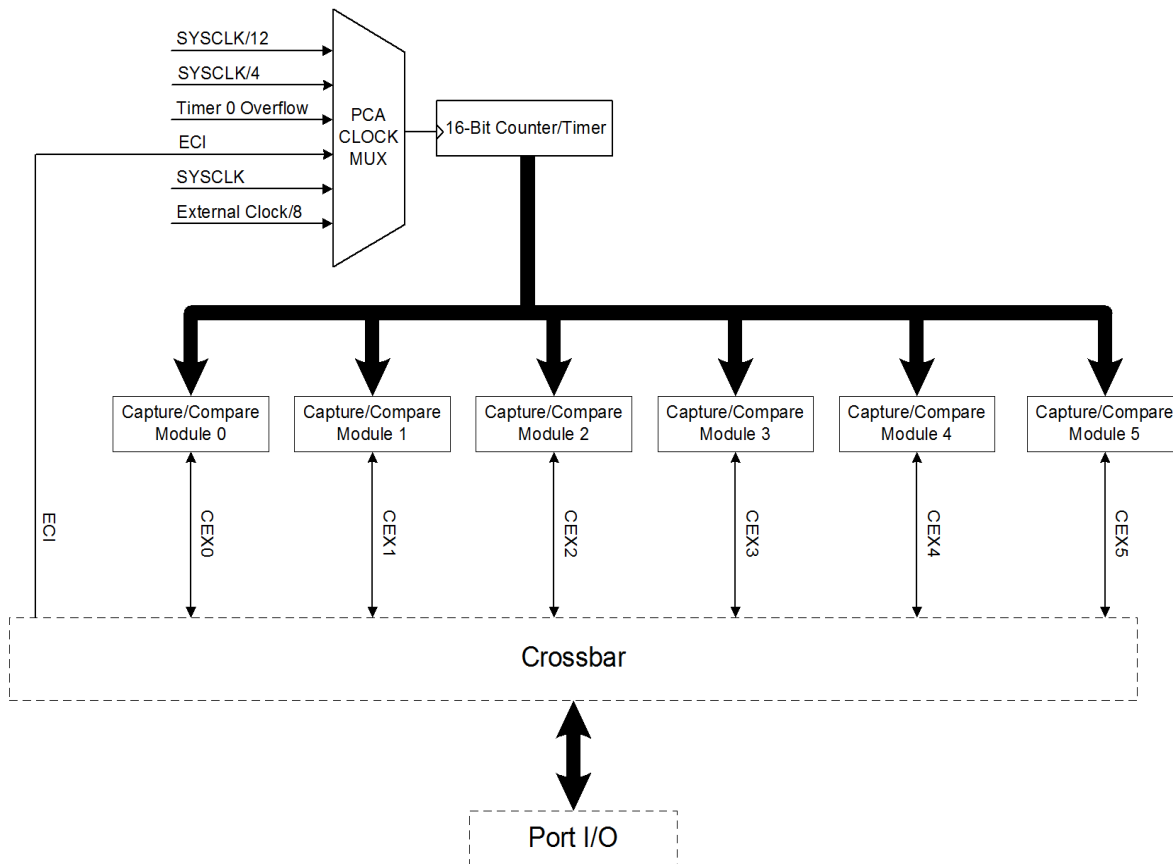 SYSCLK/12
SYSCLK/4
Timer 0 Overflow
ECI
SYSCLK
External Clock/8
PCA
CLOCK
MUX
16-Bit Counter/Timer
Capture/Compare
Module 0
Capture/Compare
Module 1
Capture/Compare
Module 2
Capture/Compare
Module 3
Capture/Compare
Module 4
Capture/Compare
Module 5
ECI
CEX0
CEX1
CEX2
CEX3
CEX4
CEX5
Crossbar
Port I/O